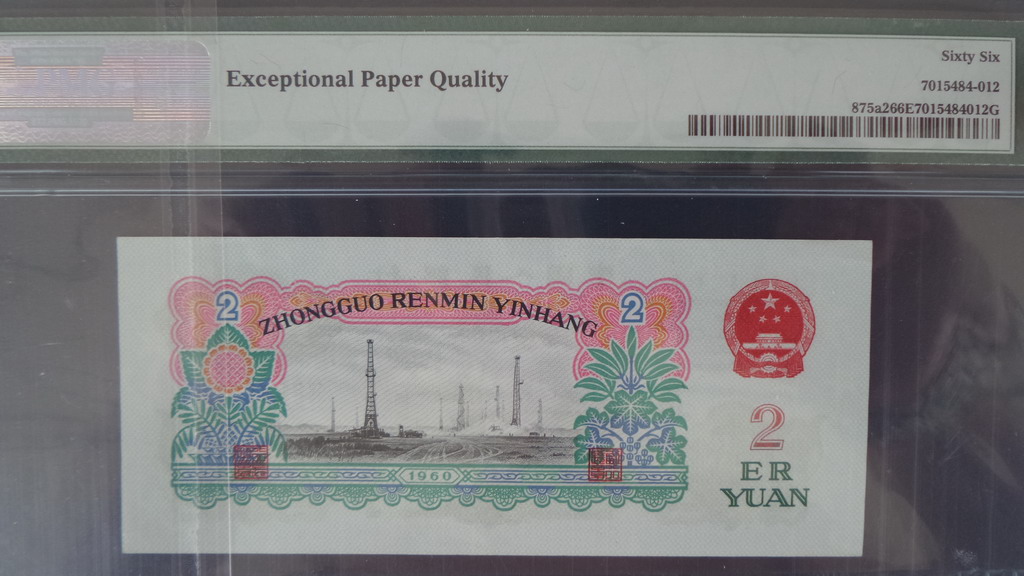 Sixty Six
Exceptional Paper Quality
7015484-012
875a266E7015484012G
2
ZHONGGUO RENMIN YINHANG
2
2
ER
YUAN
1960